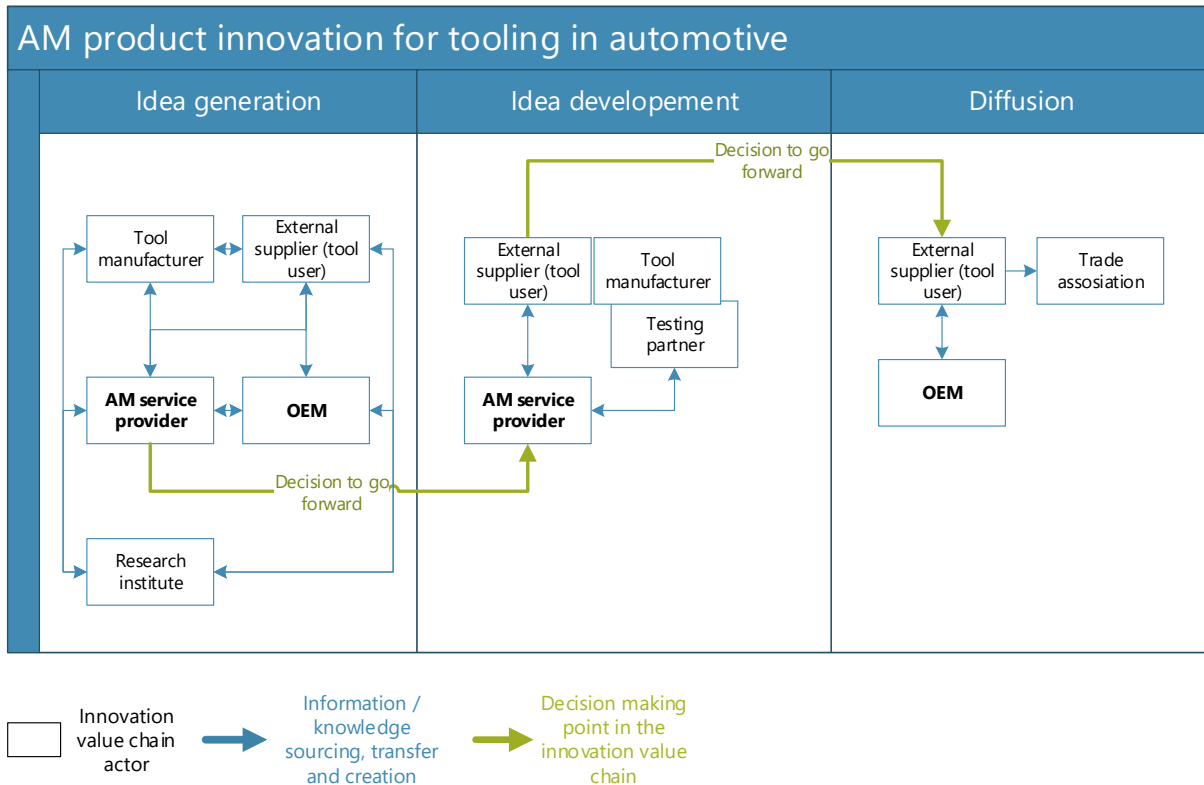 AM product innovation for tooling in automotive
Idea generation
Idea developement
Diffusion
Tool
manufacturer
External
supplier (tool
user)
AM service
provider
OEM
Decision to go
forward
Research
institute
Decision to go
forward
External
supplier (tool
user)
Tool
manufacturer
Testing
partner
AM service
provider
External
supplier (tool
user)
Trade
assosiation
OEM
Innovation
value chain
actor
Information /
knowledge
sourcing, transfer
and creation
Decision making
point in the
innovation value
chain